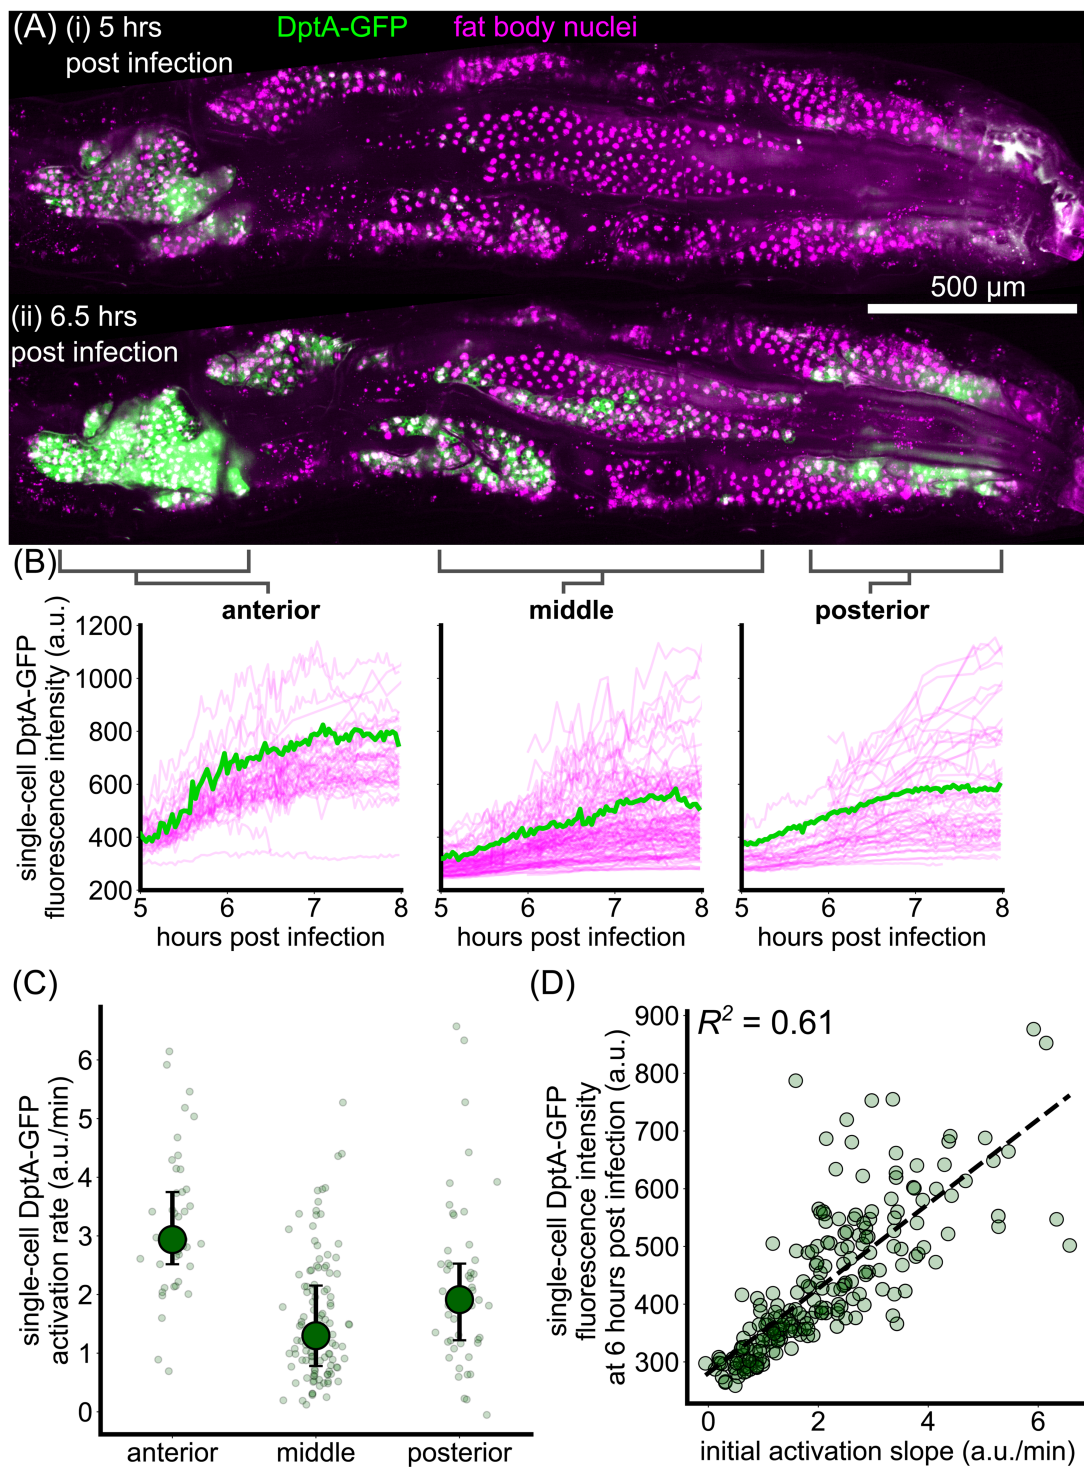 (A) (i) 5 hrs post infection
DptA-GFP fat body nuclei
500 µm
(ii) 6.5 hrs
post infection
(B)
anterior middle posterior
single-cell DptA-GFP
fluorescence intensity (a.u.)
1200
1000
800
600
400
200
5 6 7 8 5 6 7 8 5 6 7 8
hours post infection hours post infection hours post infection
(C)
single-cell DptA-GFP
activation rate (a.u./min)
6
5
4
3
2
1
0
anterior middle posterior
(D)
R² = 0.61
single-cell DptA-GFP
fluorescence intensity
at 6 hours post infection (a.u.)
900
800
700
600
500
400
300
0 2 4 6
initial activation slope (a.u./min)